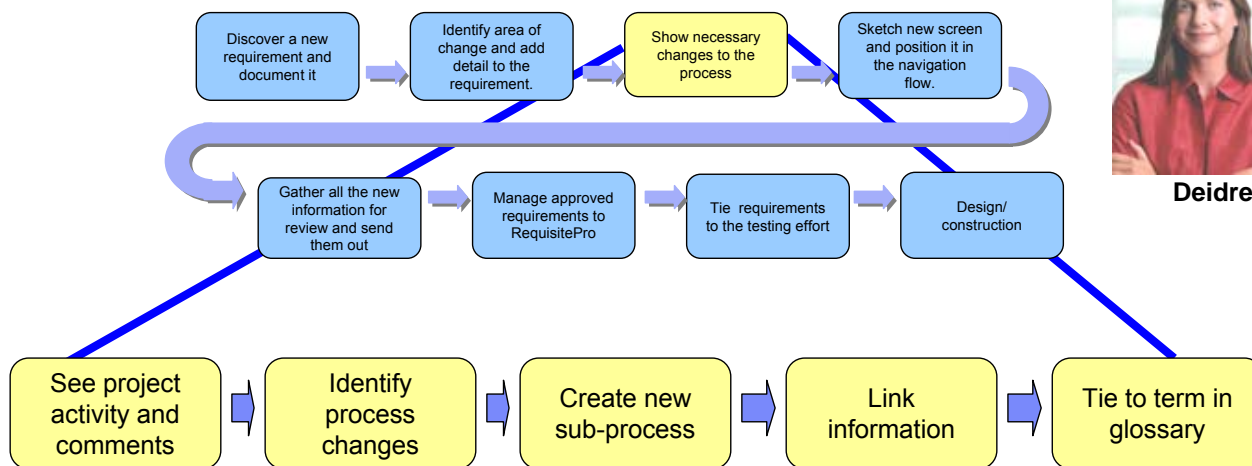 Discover a new
requirement and
document it
Identify area of
change and add
detail to the
requirement.
Show necessary
changes to the
process
Sketch new screen
and position it in
the navigation
flow.
Deidre
Gather all the new
information for
review and send
them out
Manage approved
requirements to
RequisitePro
Tie requirements
to the testing effort
Design/
construction
See project
activity and
comments
Identify
process
changes
Create new
sub-process
Link
information
Tie to term in
glossary